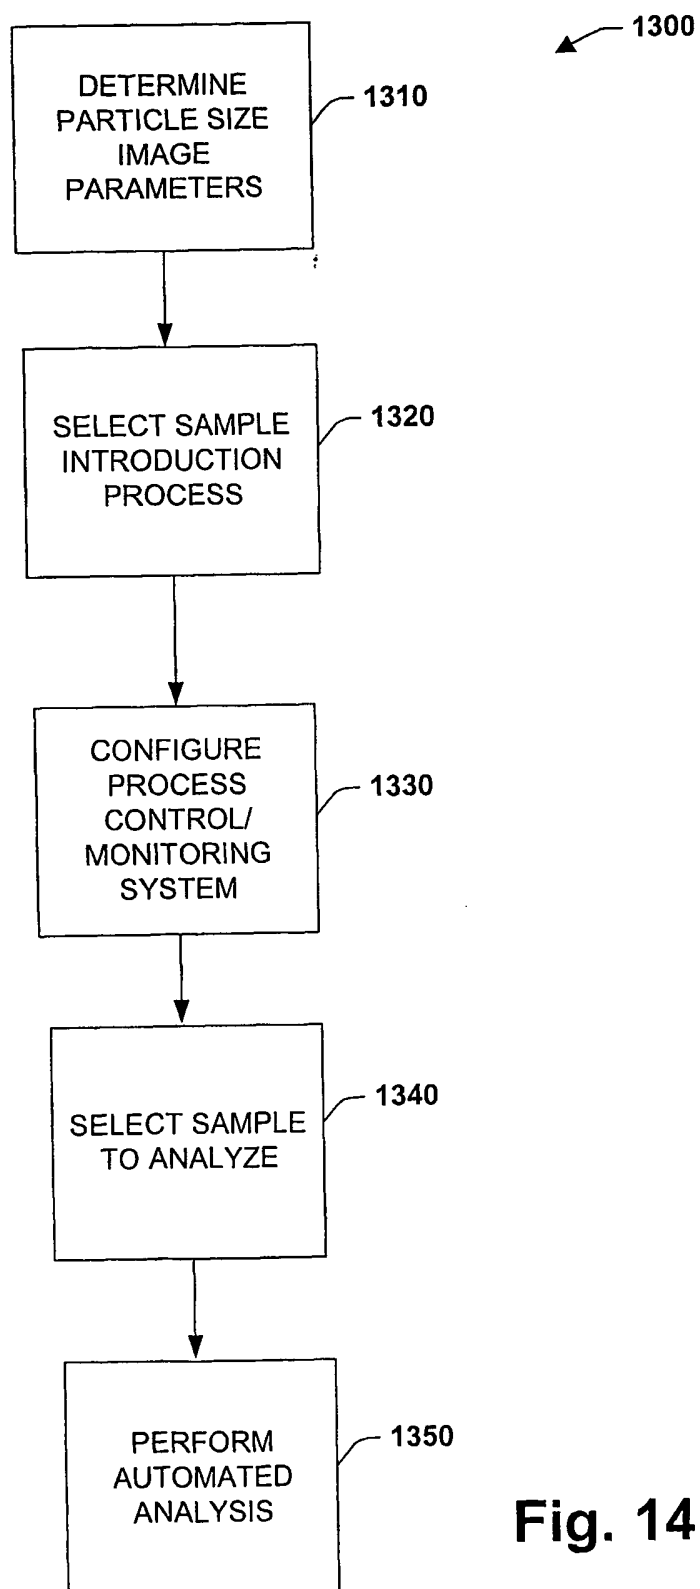 1300
DETERMINE
PARTICLE SIZE
IMAGE
PARAMETERS
1310
SELECT SAMPLE
INTRODUCTION
PROCESS
1320
CONFIGURE
PROCESS
CONTROL/
MONITORING
SYSTEM
1330
SELECT SAMPLE
TO ANALYZE
1340
PERFORM
AUTOMATED
ANALYSIS
1350
Fig. 14